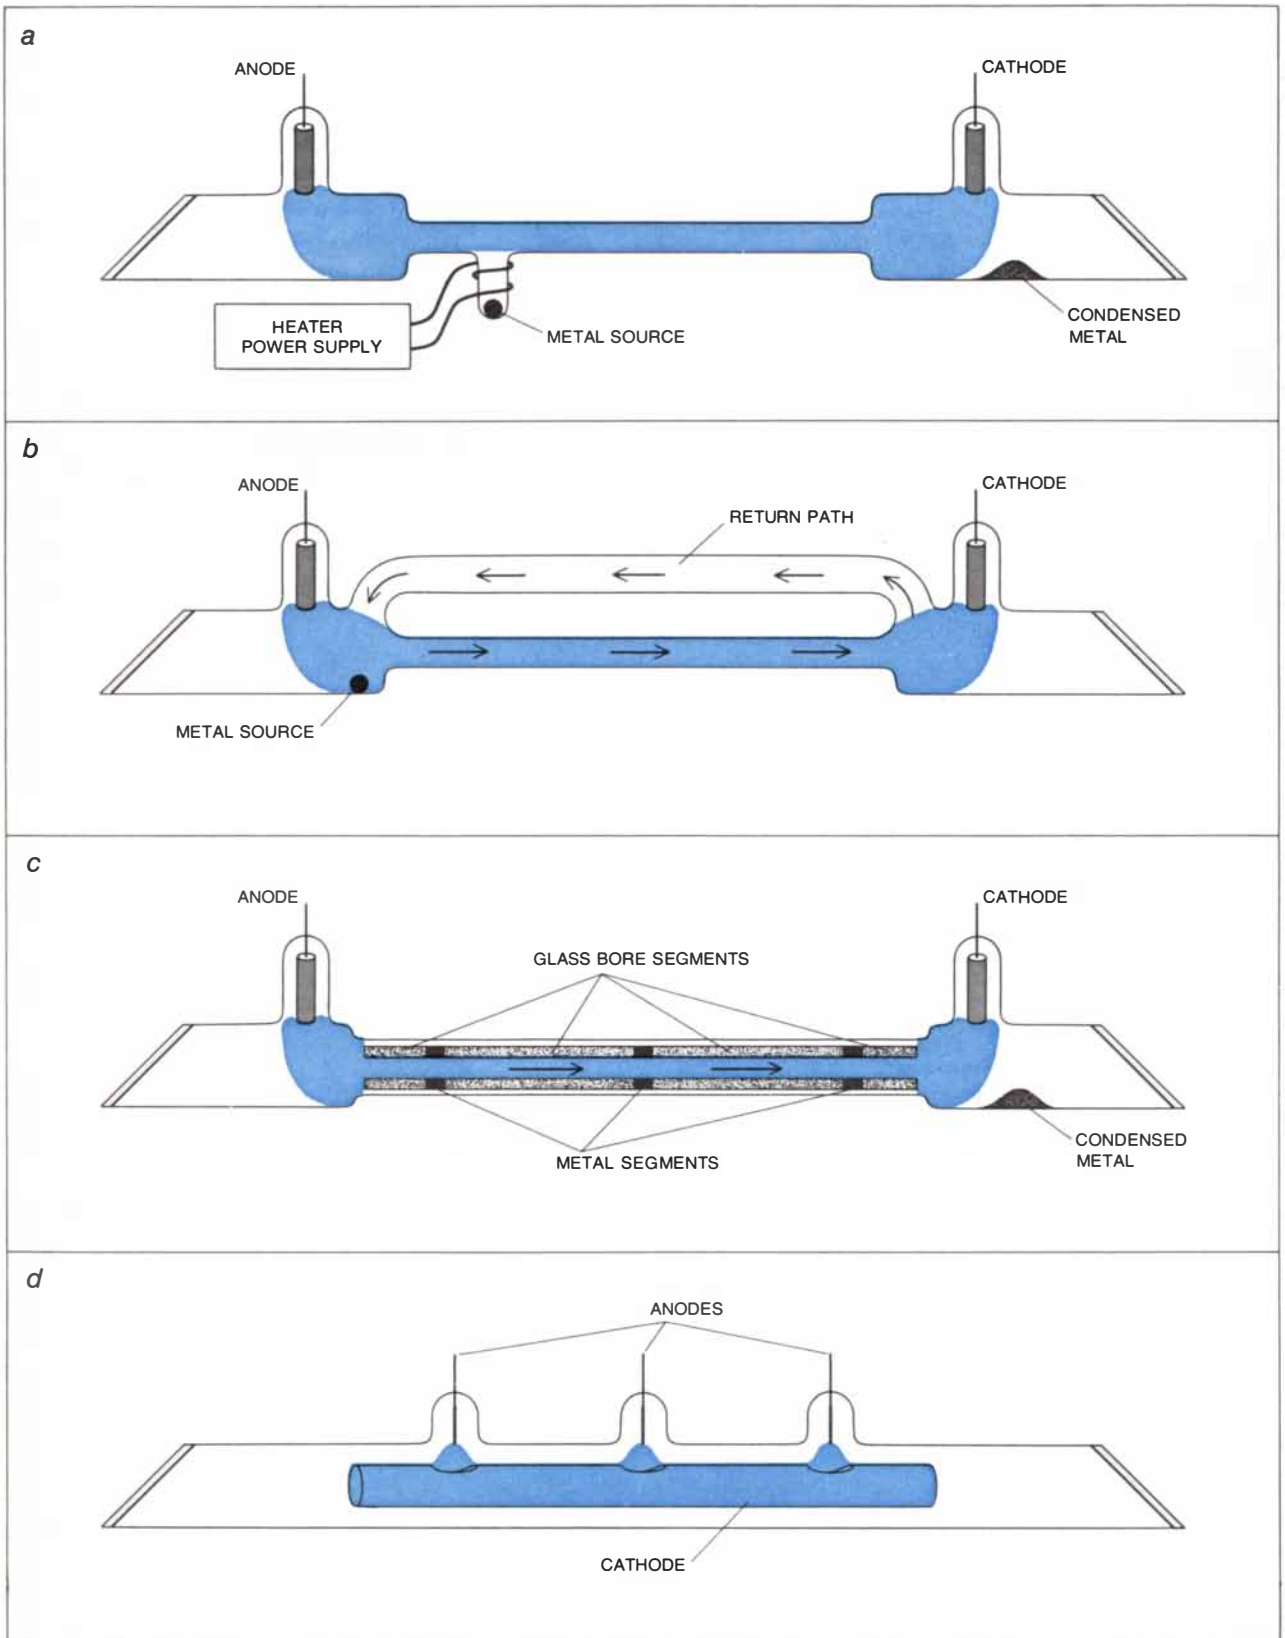 a
ANODE
CATHODE
HEATER
POWER SUPPLY
METAL SOURCE
CONDENSED
METAL
b
ANODE
CATHODE
RETURN PATH
METAL SOURCE
c
ANODE
CATHODE
GLASS BORE SEGMENTS
METAL SEGMENTS
CONDENSED
METAL
d
ANODES
CATHODE